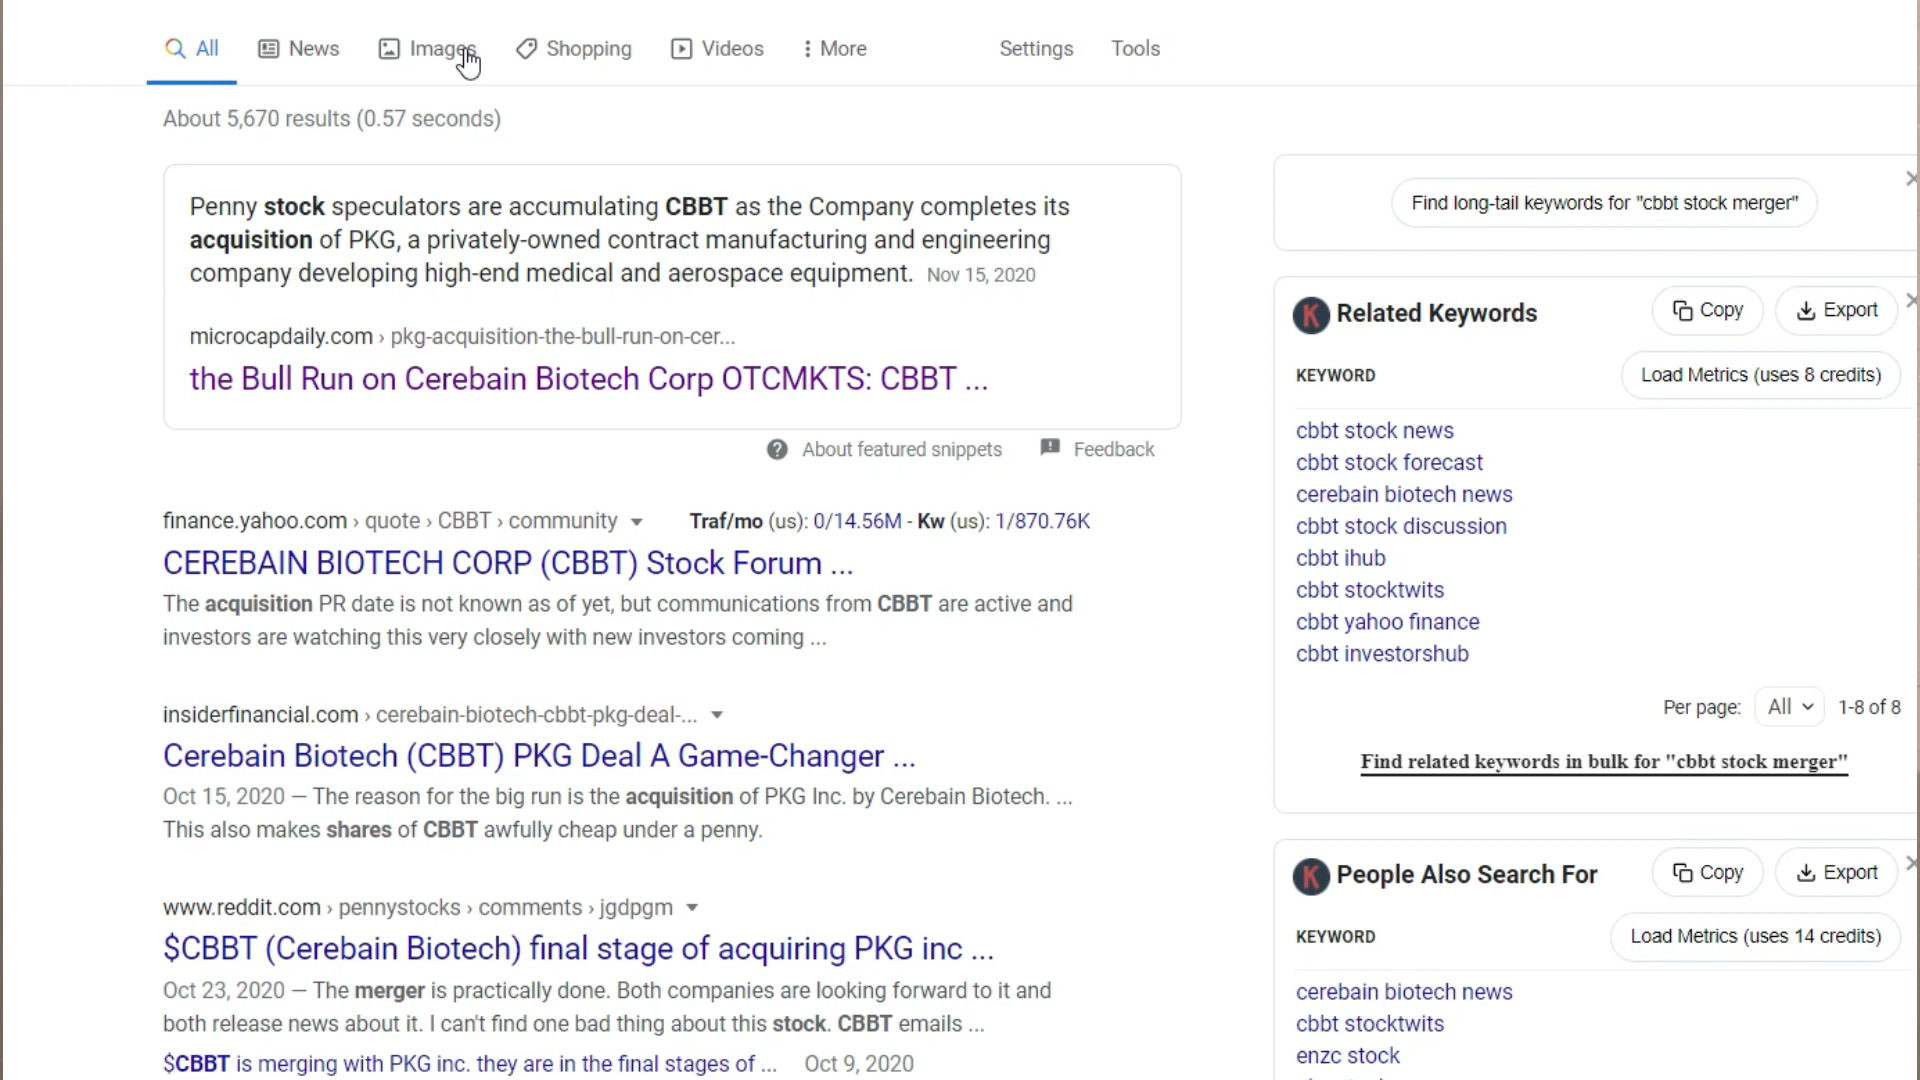 All News Images Shopping Videos More Settings Tools
About 5,670 results (0.57 seconds)
Penny stock speculators are accumulating CBBT as the Company completes its
acquisition of PKG, a privately-owned contract manufacturing and engineering
company developing high-end medical and aerospace equipment. Nov 15, 2020
microcapdaily.com › pkg-acquisition-the-bull-run-on-cer...
the Bull Run on Cerebain Biotech Corp OTCMKTS: CBBT ...
About featured snippets Feedback
finance.yahoo.com › quote › CBBT › community Traf/mo (us): 0/14.56M - Kw (us): 1/870.76K
CEREBAIN BIOTECH CORP (CBBT) Stock Forum ...
The acquisition PR date is not known as of yet, but communications from CBBT are active and
investors are watching this very closely with new investors coming ...
insiderfinancial.com › cerebain-biotech-cbbt-pkg-deal-...
Cerebain Biotech (CBBT) PKG Deal A Game-Changer ...
Oct 15, 2020 — The reason for the big run is the acquisition of PKG Inc. by Cerebain Biotech. ...
This also makes shares of CBBT awfully cheap under a penny.
www.reddit.com › pennystocks › comments › jgdpgm
$CBBT (Cerebain Biotech) final stage of acquiring PKG inc ...
Oct 23, 2020 — The merger is practically done. Both companies are looking forward to it and
both release news about it. I can't find one bad thing about this stock. CBBT emails ...
$CBBT is merging with PKG inc. they are in the final stages of ... Oct 9, 2020
Find long-tail keywords for "cbbt stock merger"
Related Keywords Copy Export
KEYWORD Load Metrics (uses 8 credits)
cbbt stock news
cbbt stock forecast
cerebain biotech news
cbbt stock discussion
cbbt ihub
cbbt stocktwits
cbbt yahoo finance
cbbt investorshub
Per page: All 1-8 of 8
Find related keywords in bulk for "cbbt stock merger"
People Also Search For Copy Export
KEYWORD Load Metrics (uses 14 credits)
cerebain biotech news
cbbt stocktwits
enzc stock